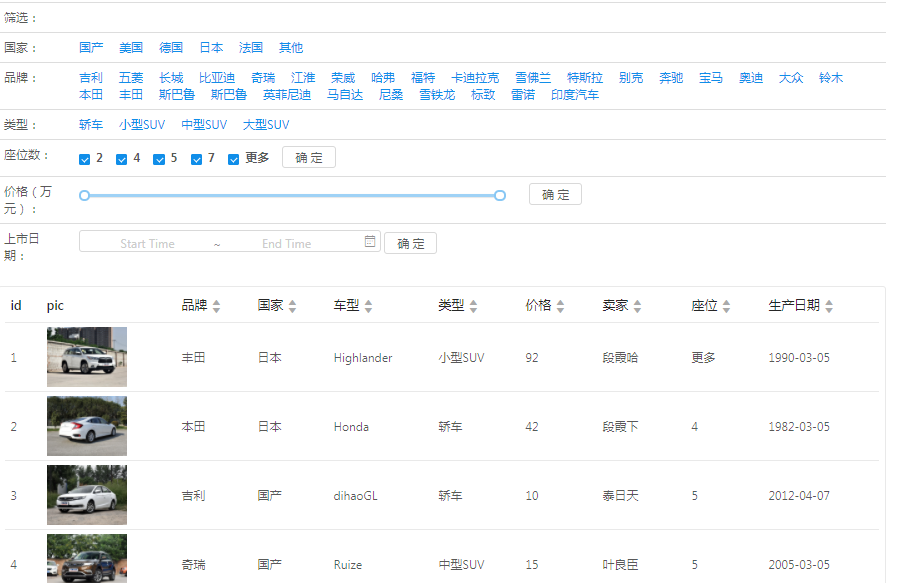 筛选：
国家： 国产 美国 德国 日本 法国 其他
品牌： 吉利 五菱 长城 比亚迪 奇瑞 江淮 荣威 哈弗 福特 卡迪拉克 雪佛兰 特斯拉 别克 奔驰 宝马 奥迪 大众 铃木
本田 丰田 斯巴鲁 斯巴鲁 英菲尼迪 马自达 尼桑 雪铁龙 标致 雷诺 印度汽车
类型： 轿车 小型SUV 中型SUV 大型SUV
座位数： 2 4 5 7 更多 确 定
价格（万
元）： 确 定
上市日
期： Start Time ~ End Time 确 定
id pic 品牌 国家 车型 类型 价格 卖家 座位 生产日期
1 丰田 日本 Highlander 小型SUV 92 段霞哈 更多 1990-03-05
2 本田 日本 Honda 轿车 42 段霞下 4 1982-03-05
3 吉利 国产 dihaoGL 轿车 10 泰日天 5 2012-04-07
4 奇瑞 国产 Ruize 中型SUV 15 叶良臣 5 2005-03-05